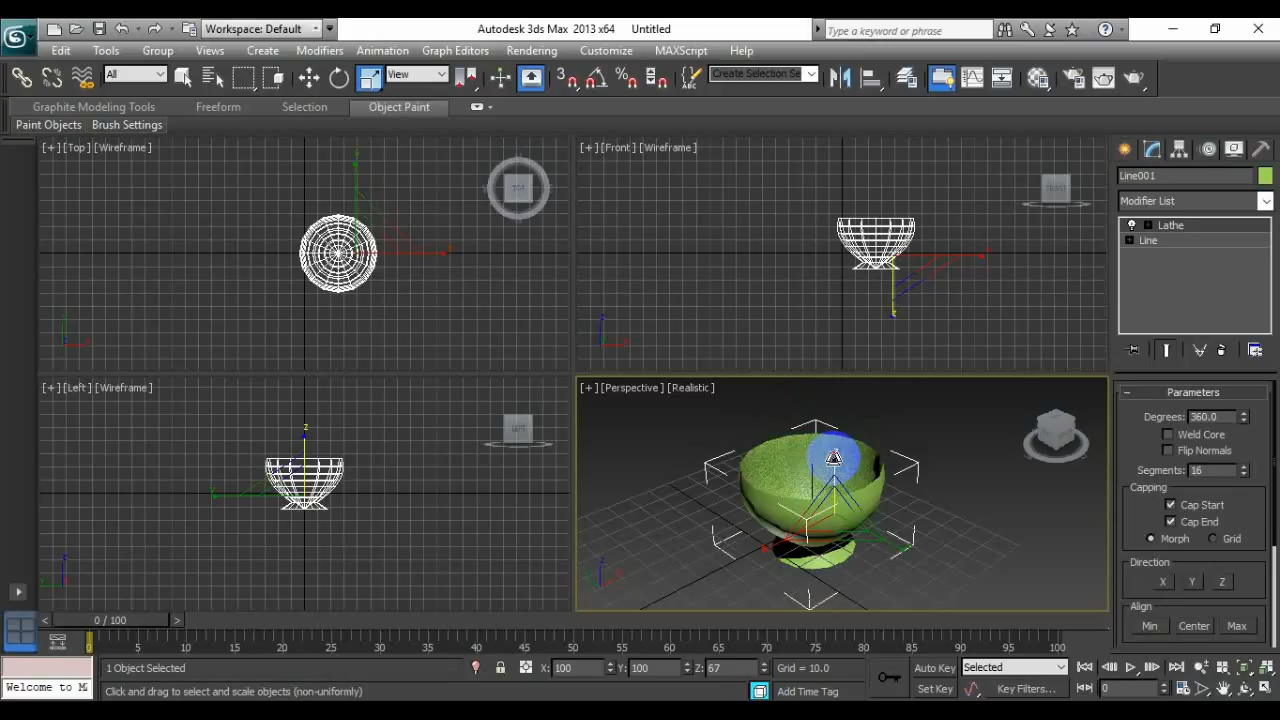 Workspace: Default
Autodesk 3ds Max 2013 x64 Untitled
Type a keyword or phrase
Edit Tools Group Views Create Modifiers Animation Graph Editors Rendering Customize MAXScript Help
All View Create Selection Se
Graphite Modeling Tools Freeform Selection Object Paint
Paint Objects Brush Settings
[+] [Top] [Wireframe]
[+] [Front] [Wireframe]
TOP
FRONT
Line001
Modifier List
Lathe
Line
[+] [Left] [Wireframe]
[+] [Perspective] [Realistic]
LEFT
Parameters
Degrees: 360.0
Weld Core
Flip Normals
Segments: 16
Capping
Cap Start
Cap End
Morph Grid
Direction
X Y Z
Align
Min Center Max
0 / 100
0 5 10 15 20 25 30 35 40 45 50 55 60 65 70 75 80 85 90 95 100
1 Object Selected
X: 100 Y: 100 Z: 67 Grid = 10.0
Auto Key Selected
Welcome to M
Click and drag to select and scale objects (non-uniformly)
Add Time Tag
Set Key Key Filters... 0